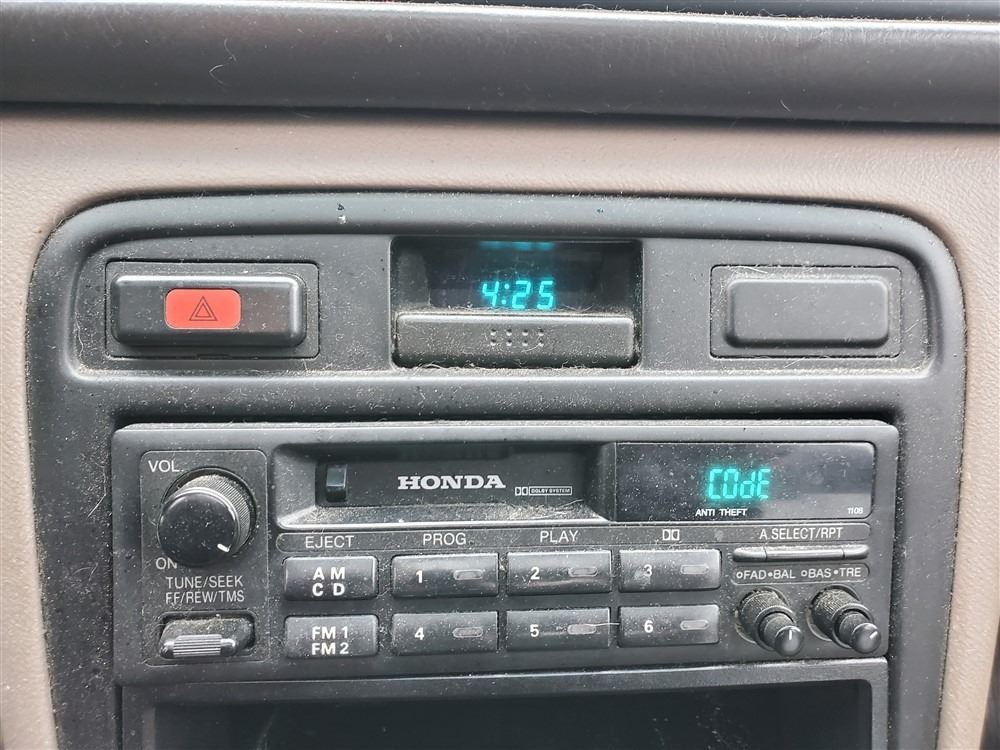 4:25
VOL
HONDA
DOLBY SYSTEM
COdE
ANTI THEFT
1108
ON
EJECT
PROG
PLAY
A.SELECT/RPT
TUNE/SEEK
FF/REW/TMS
AM
CD
1
2
3
FAD•BAL
BAS•TRE
FM1
FM2
4
5
6